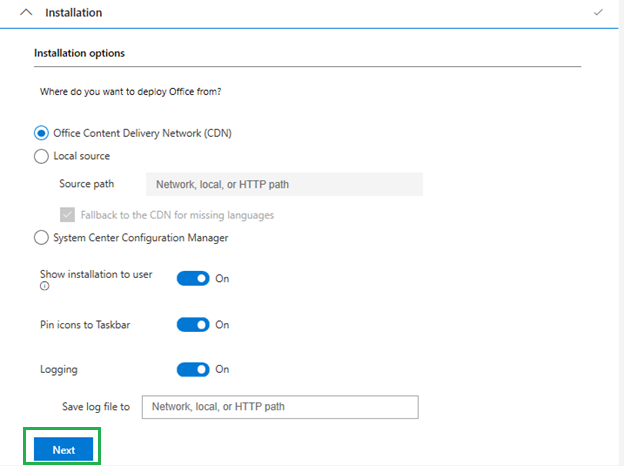 Installation
Installation options
Where do you want to deploy Office from?
Office Content Delivery Network (CDN)
Local source
Source path Network, local, or HTTP path
Fallback to the CDN for missing languages
System Center Configuration Manager
Show installation to user On
Pin icons to Taskbar On
Logging On
Save log file to Network, local, or HTTP path
Next